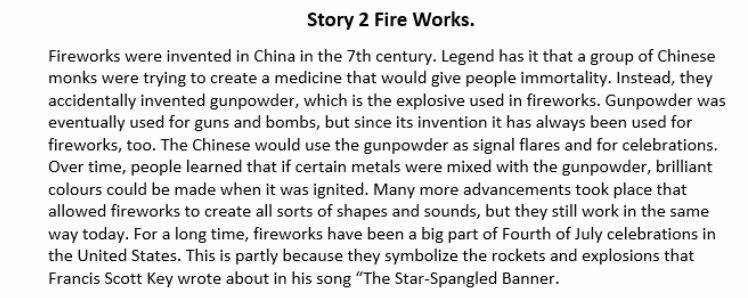 Story 2 Fire Works.
Fireworks were invented in China in the 7th century. Legend has it that a group of Chinese
monks were trying to create a medicine that would give people immortality. Instead, they
accidentally invented gunpowder, which is the explosive used in fireworks. Gunpowder was
eventually used for guns and bombs, but since its invention it has always been used for
fireworks, too. The Chinese would use the gunpowder as signal flares and for celebrations.
Over time, people learned that if certain metals were mixed with the gunpowder, brilliant
colours could be made when it was ignited. Many more advancements took place that
allowed fireworks to create all sorts of shapes and sounds, but they still work in the same
way today. For a long time, fireworks have been a big part of Fourth of July celebrations in
the United States. This is partly because they symbolize the rockets and explosions that
Francis Scott Key wrote about in his song “The Star-Spangled Banner.